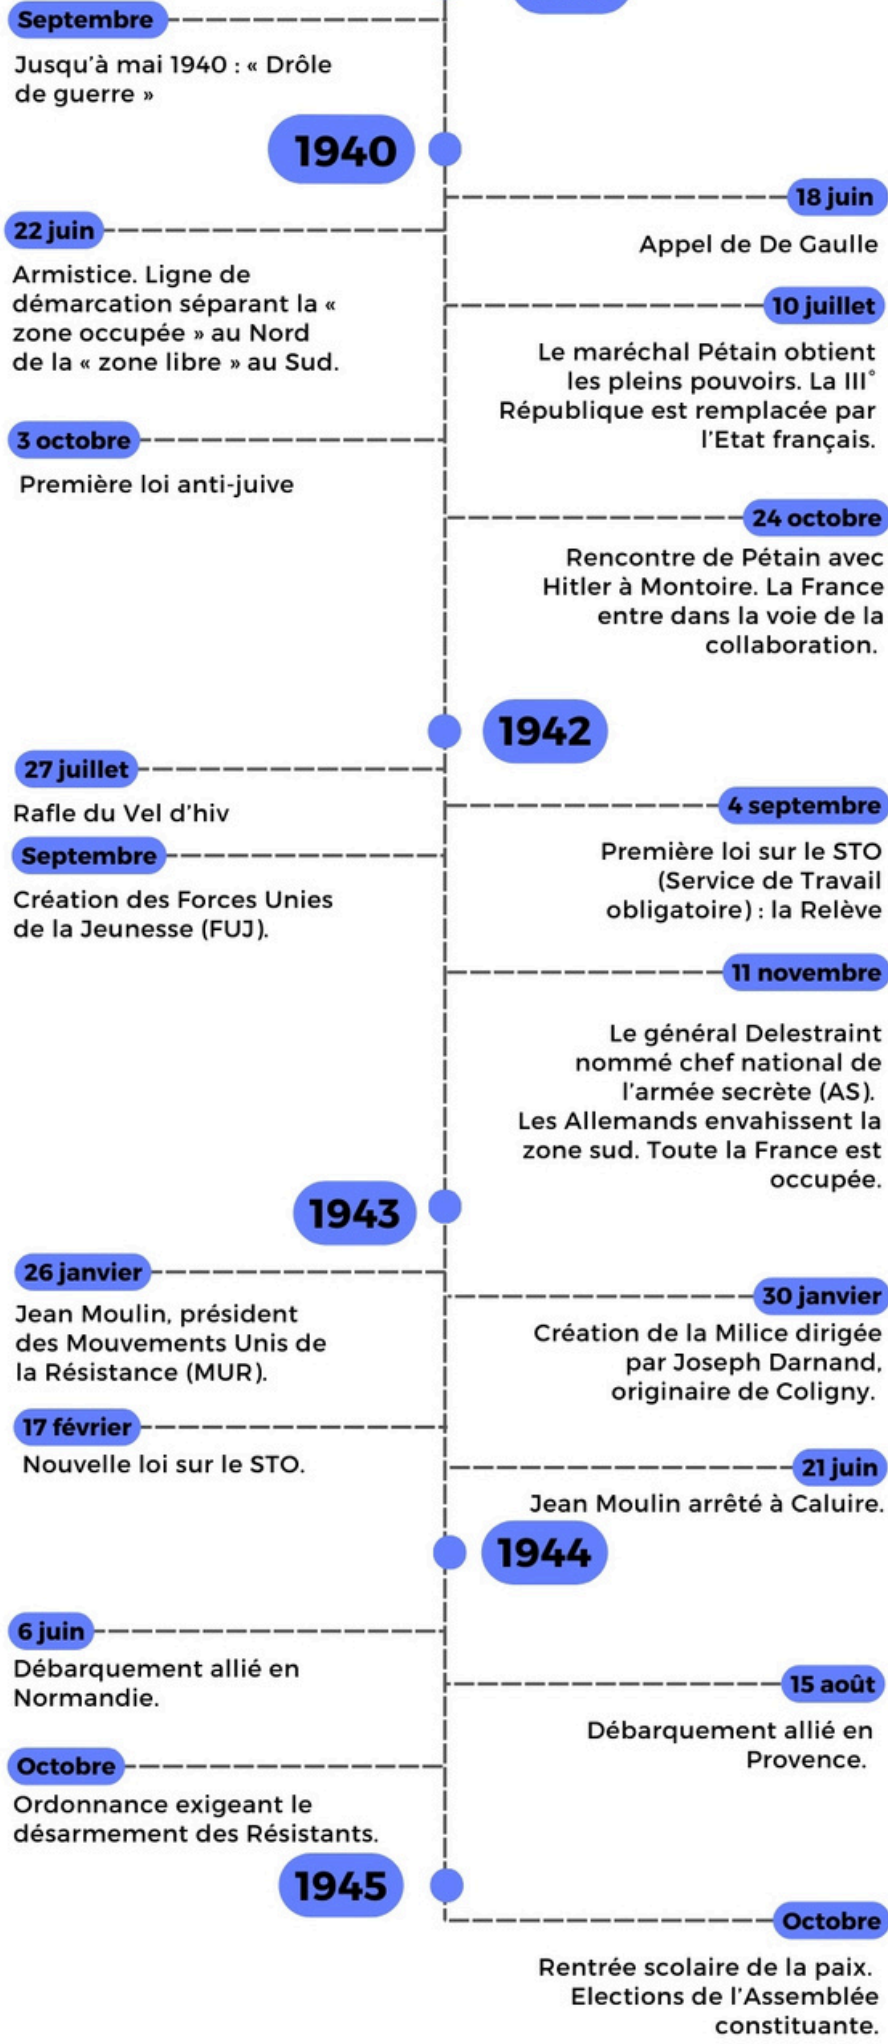 Septembre
Jusqu'à mai 1940 : « Drôle
de guerre »
1940
18 juin
Appel de De Gaulle
22 juin
Armistice. Ligne de
démarcation séparant la «
zone occupée » au Nord
de la « zone libre » au Sud.
10 juillet
Le maréchal Pétain obtient
les pleins pouvoirs. La III°
République est remplacée par
l'Etat français.
3 octobre
Première loi anti-juive
24 octobre
Rencontre de Pétain avec
Hitler à Montoire. La France
entre dans la voie de la
collaboration.
1942
27 juillet
Rafle du Vel d'hiv
4 septembre
Première loi sur le STO
(Service de Travail
obligatoire) : la Relève
Septembre
Création des Forces Unies
de la Jeunesse (FUJ).
11 novembre
Le général Delestraint
nommé chef national de
l'armée secrète (AS).
Les Allemands envahissent la
zone sud. Toute la France est
occupée.
1943
26 janvier
Jean Moulin, président
des Mouvements Unis de
la Résistance (MUR).
30 janvier
Création de la Milice dirigée
par Joseph Darnand,
originaire de Coligny.
17 février
Nouvelle loi sur le STO.
21 juin
Jean Moulin arrêté à Caluire.
1944
6 juin
Débarquement allié en
Normandie.
15 août
Débarquement allié en
Provence.
Octobre
Ordonnance exigeant le
désarmement des Résistants.
1945
Octobre
Rentrée scolaire de la paix.
Elections de l'Assemblée
constituante.